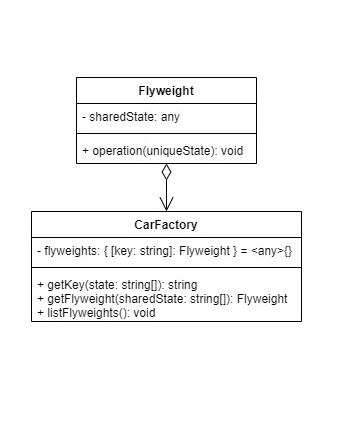 Flyweight
- sharedState: any
+ operation(uniqueState): void
CarFactory
- flyweights: { [key: string]: Flyweight } = <any>{}
+ getKey(state: string[]): string
+ getFlyweight(sharedState: string[]): Flyweight
+ listFlyweights(): void